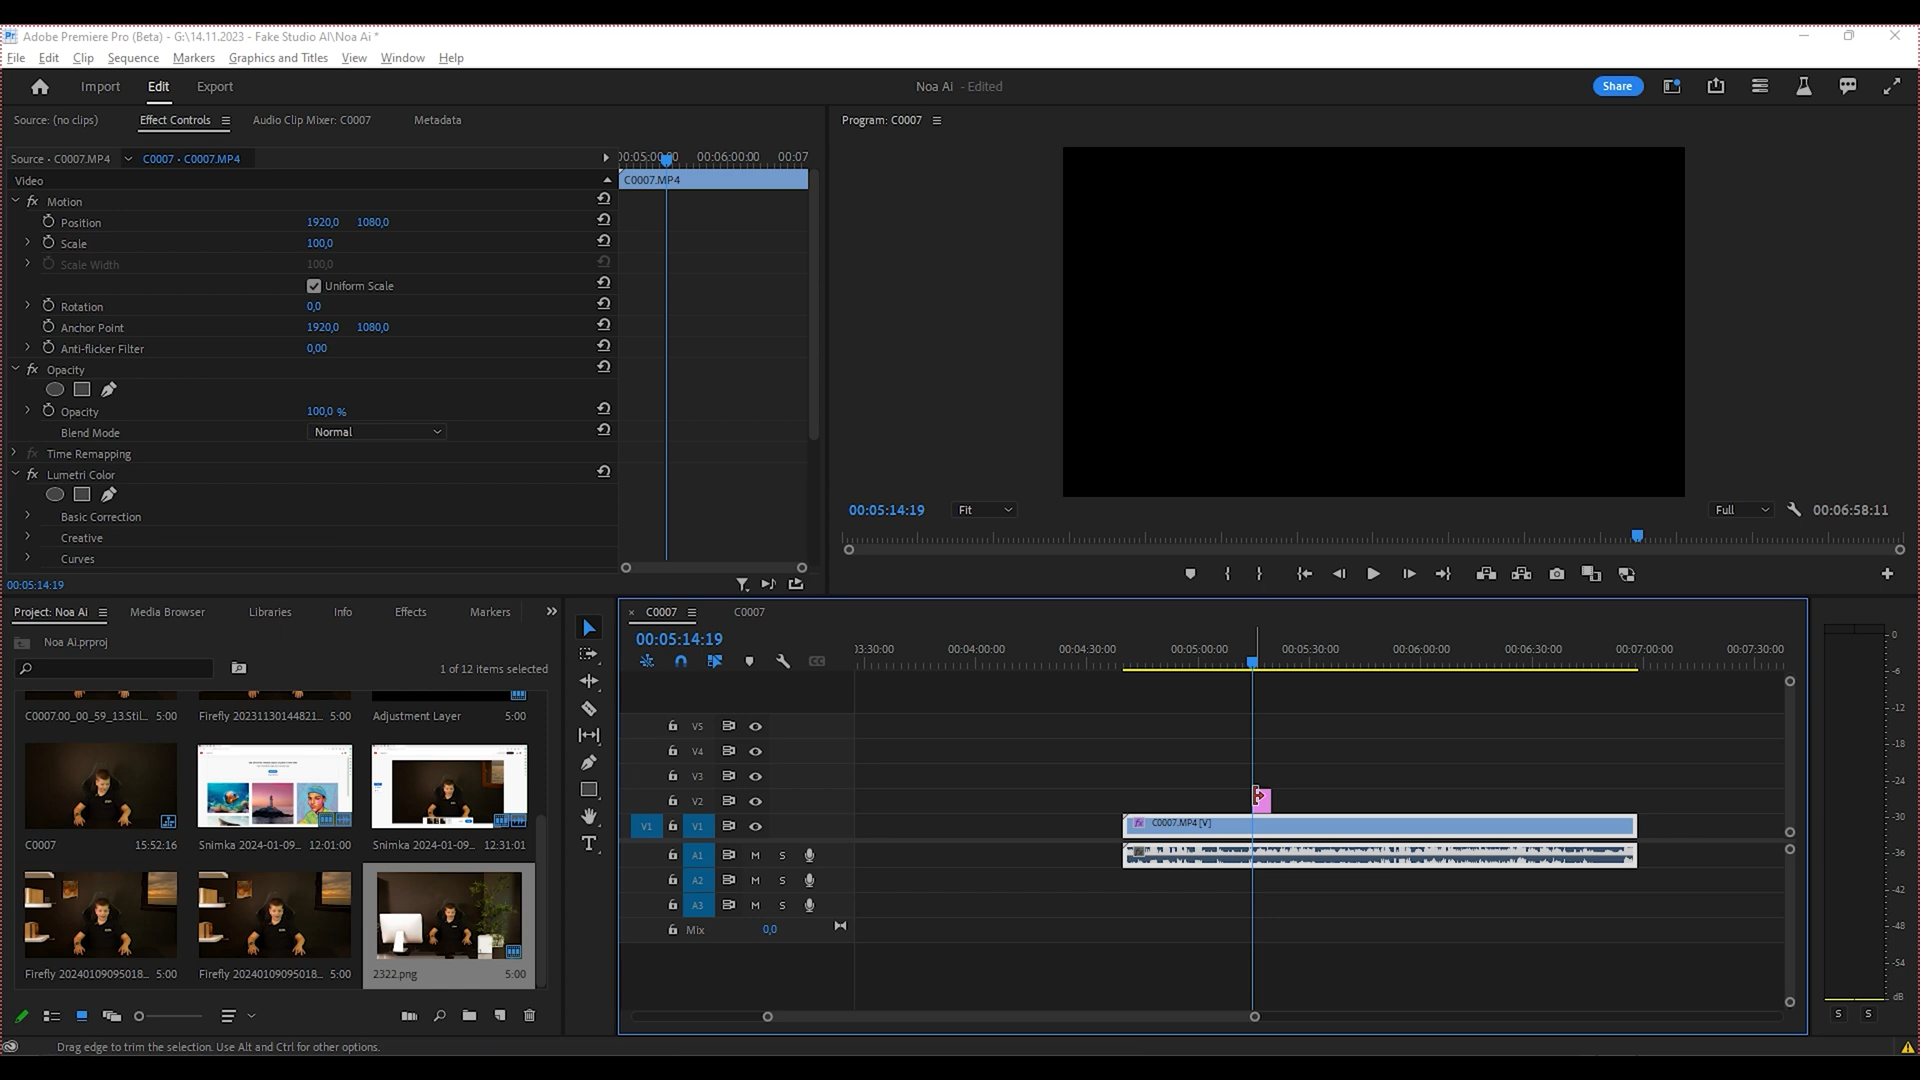 Pr Adobe Premiere Pro (Beta) - G:\14.11.2023 - Fake Studio AI\Noa Ai *
File Edit Clip Sequence Markers Graphics and Titles View Window Help
Import Edit Export
Noa Ai - Edited
Share
Source: (no clips) Effect Controls Audio Clip Mixer: C0007 Metadata
Program: C0007
Source • C0007.MP4 C0007 • C0007.MP4
00:06:00:00 00:07
Video
C0007.MP4
fx Motion
Position 1920,0 1080,0
Scale 100,0
Scale Width 100,0
Uniform Scale
Rotation 0,0
Anchor Point 1920,0 1080,0
Anti-flicker Filter 0,00
fx Opacity
Opacity 100,0 %
Blend Mode Normal
fx Time Remapping
fx Lumetri Color
Basic Correction
Creative
Curves
00:05:14:19
00:05:14:19 Fit Full 00:06:58:11
Project: Noa Ai Media Browser Libraries Info Effects Markers
Noa Ai.prproj
1 of 12 items selected
C0007.00_00_59_13.Stil... 5:00
Firefly 20231130144821... 5:00
Adjustment Layer 5:00
C0007 15:52:16
Snimka 2024-01-09... 12:01:00
Snimka 2024-01-09... 12:31:01
Firefly 20240109095018... 5:00
Firefly 20240109095018... 5:00
2322.png 5:00
C0007 C0007
00:05:14:19
00:04:00:00 00:04:30:00 00:05:00:00 00:05:30:00 00:06:00:00 00:06:30:00 00:07:00:00 00:07:30:00
V5
V4
V3
V2
V1 V1
fx C0007.MP4 [V]
A1 M S
A2 M S
A3 M S
Mix 0,0
0
-6
-12
-18
-24
-30
-36
-42
-48
-54
dB
S S
Drag edge to trim the selection. Use Alt and Ctrl for other options.